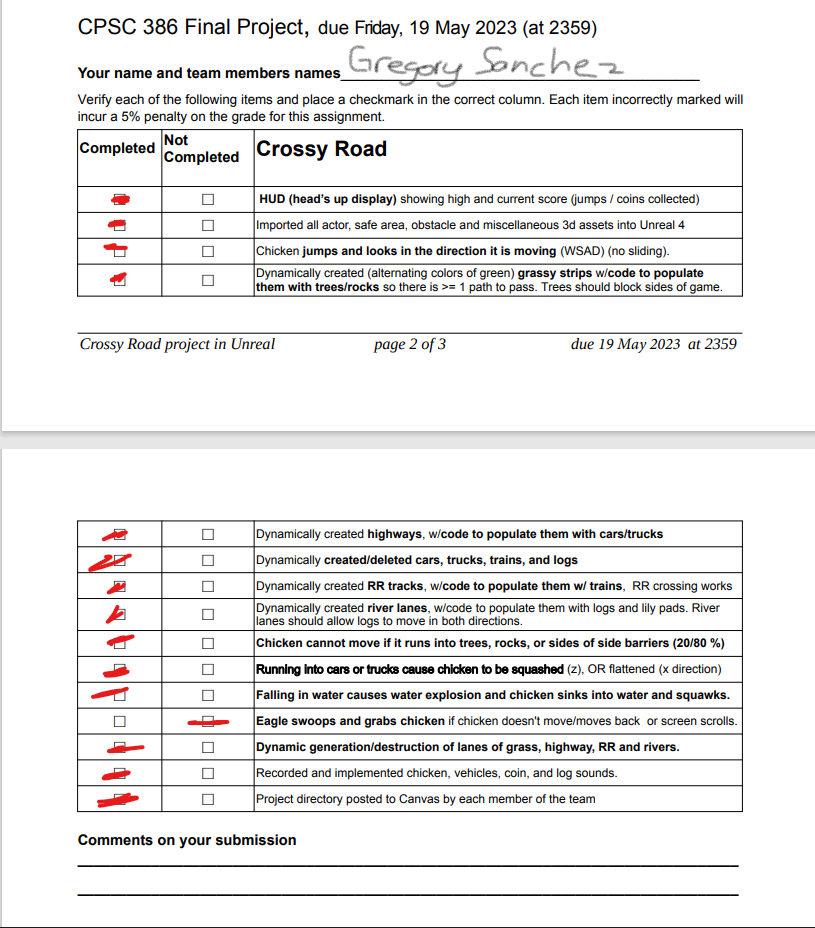 CPSC 386 Final Project, due Friday, 19 May 2023 (at 2359)
Your name and team members names Gregory Sanchez
Verify each of the following items and place a checkmark in the correct column. Each item incorrectly marked will
incur a 5% penalty on the grade for this assignment.
Completed
Not
Completed
Crossy Road
HUD (head's up display) showing high and current score (jumps / coins collected)
Imported all actor, safe area, obstacle and miscellaneous 3d assets into Unreal 4
Chicken jumps and looks in the direction it is moving (WSAD) (no sliding).
Dynamically created (alternating colors of green) grassy strips w/code to populate
them with trees/rocks so there is >= 1 path to pass. Trees should block sides of game.
Crossy Road project in Unreal page 2 of 3 due 19 May 2023 at 2359
Dynamically created highways, w/code to populate them with cars/trucks
Dynamically created/deleted cars, trucks, trains, and logs
Dynamically created RR tracks, w/code to populate them w/ trains, RR crossing works
Dynamically created river lanes, w/code to populate them with logs and lily pads. River
lanes should allow logs to move in both directions.
Chicken cannot move if it runs into trees, rocks, or sides of side barriers (20/80 %)
Running into cars or trucks cause chicken to be squashed (z), OR flattened (x direction)
Falling in water causes water explosion and chicken sinks into water and squawks.
Eagle swoops and grabs chicken if chicken doesn't move/moves back or screen scrolls.
Dynamic generation/destruction of lanes of grass, highway, RR and rivers.
Recorded and implemented chicken, vehicles, coin, and log sounds.
Project directory posted to Canvas by each member of the team
Comments on your submission